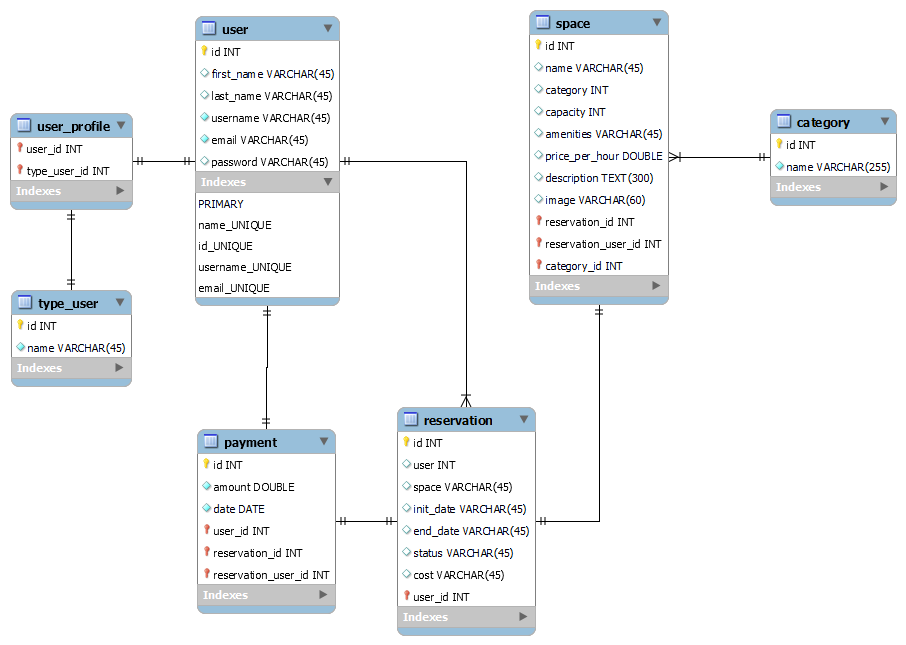 user
id INT
first_name VARCHAR(45)
last_name VARCHAR(45)
username VARCHAR(45)
email VARCHAR(45)
password VARCHAR(45)
Indexes
PRIMARY
name_UNIQUE
id_UNIQUE
username_UNIQUE
email_UNIQUE
space
id INT
name VARCHAR(45)
category INT
capacity INT
amenities VARCHAR(45)
price_per_hour DOUBLE
description TEXT(300)
image VARCHAR(60)
reservation_id INT
reservation_user_id INT
category_id INT
Indexes
category
id INT
name VARCHAR(255)
Indexes
user_profile
user_id INT
type_user_id INT
Indexes
type_user
id INT
name VARCHAR(45)
Indexes
payment
id INT
amount DOUBLE
date DATE
user_id INT
reservation_id INT
reservation_user_id INT
Indexes
reservation
id INT
user INT
space VARCHAR(45)
init_date VARCHAR(45)
end_date VARCHAR(45)
status VARCHAR(45)
cost VARCHAR(45)
user_id INT
Indexes